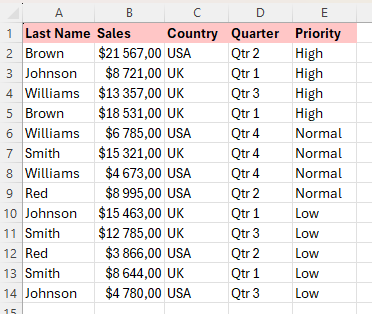 A B C D E
1 Last Name Sales Country Quarter Priority
2 Brown $21 567,00 USA Qtr 2 High
3 Johnson $8 721,00 UK Qtr 1 High
4 Williams $13 357,00 UK Qtr 3 High
5 Brown $18 531,00 UK Qtr 1 High
6 Williams $6 785,00 USA Qtr 4 Normal
7 Smith $15 321,00 UK Qtr 4 Normal
8 Williams $4 673,00 USA Qtr 4 Normal
9 Red $8 995,00 USA Qtr 2 Normal
10 Johnson $15 463,00 UK Qtr 1 Low
11 Smith $12 785,00 UK Qtr 3 Low
12 Red $3 866,00 USA Qtr 2 Low
13 Smith $8 644,00 UK Qtr 1 Low
14 Johnson $4 780,00 USA Qtr 3 Low
15